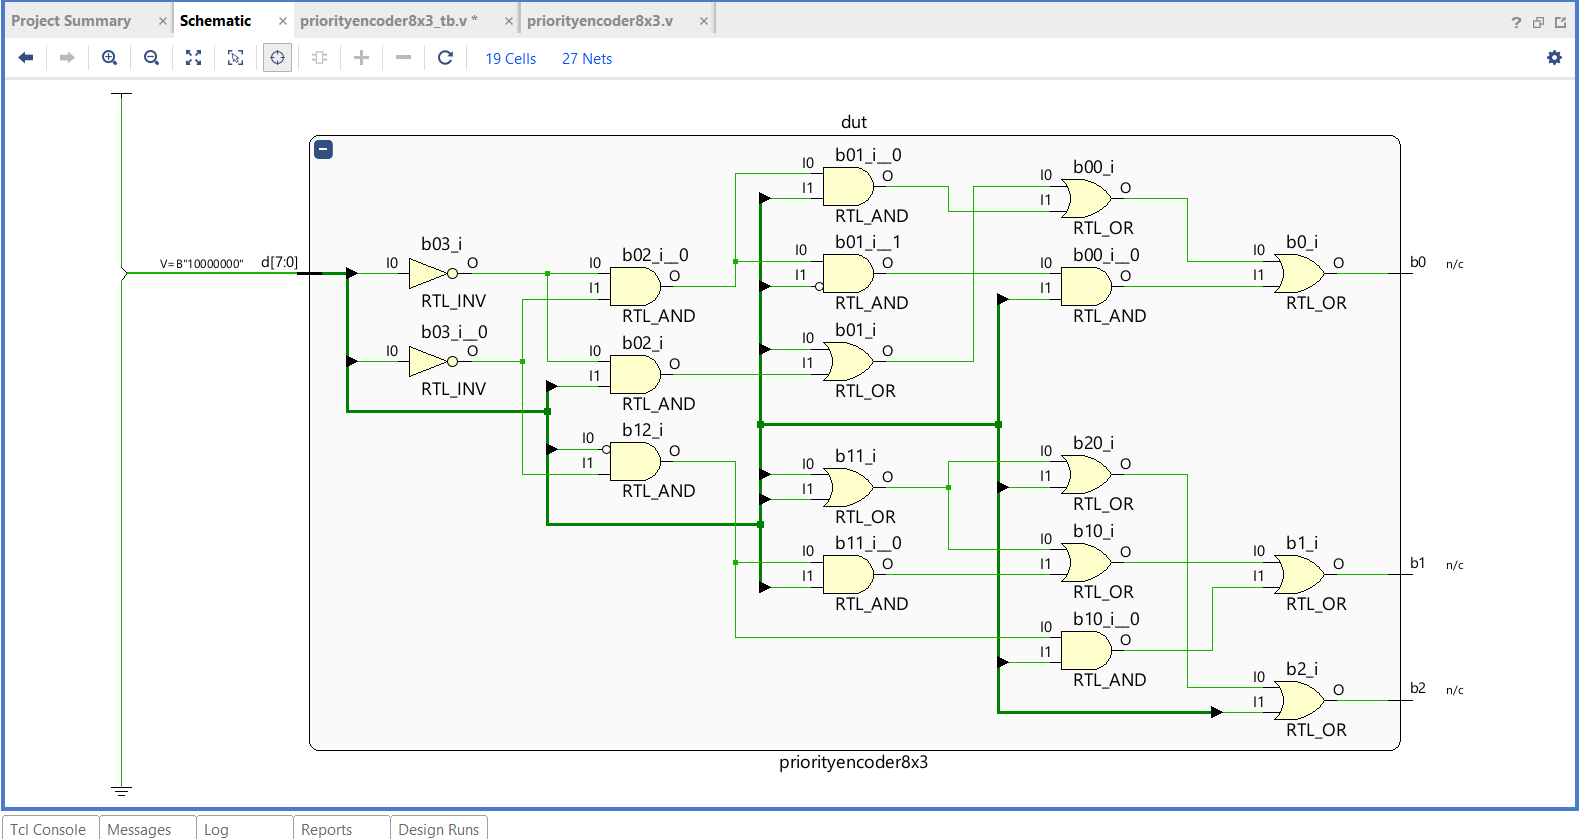 Project Summary × Schematic × priorityencoder8x3_tb.v * × priorityencoder8x3.v ×
?
19 Cells 27 Nets
dut
V=B"10000000" d[7:0]
b03_i
I0 O
RTL_INV
b03_i__0
I0 O
RTL_INV
b02_i__0
I0 O
I1
RTL_AND
b02_i
I0 O
I1
RTL_AND
b12_i
I0 O
I1
RTL_AND
b01_i__0
I0 O
I1
RTL_AND
b01_i__1
I0 O
I1
RTL_AND
b01_i
I0 O
I1
RTL_OR
b11_i
I0 O
I1
RTL_OR
b11_i__0
I0 O
I1
RTL_AND
b00_i
I0 O
I1
RTL_OR
b00_i__0
I0 O
I1
RTL_AND
b20_i
I0 O
I1
RTL_OR
b10_i
I0 O
I1
RTL_OR
b10_i__0
I0 O
I1
RTL_AND
b0_i
I0 O
I1
RTL_OR
b0 n/c
b1_i
I0 O
I1
RTL_OR
b1 n/c
b2_i
I0 O
I1
RTL_OR
b2 n/c
priorityencoder8x3
Tcl Console Messages Log Reports Design Runs